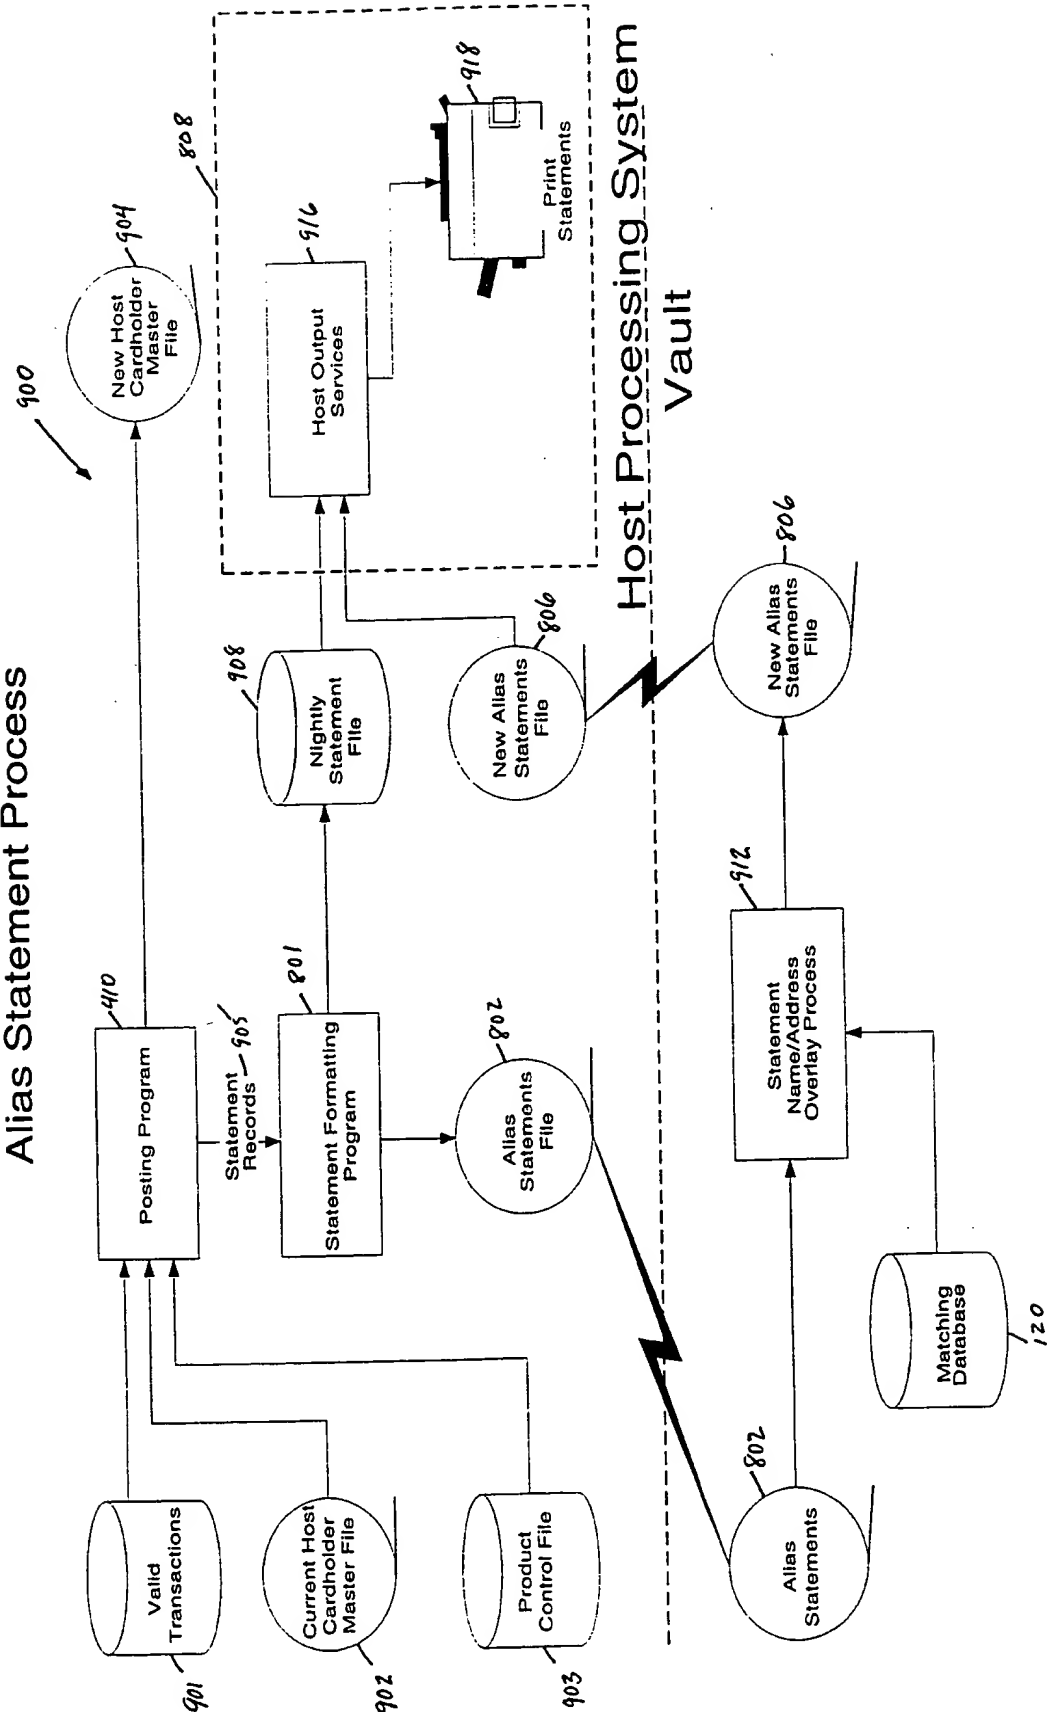 Alias Statement Process
900
Valid
Transactions
901
Current Host
Cardholder
Master File
902
Product
Control File
903
Posting Program
410
Statement
Records
905
Statement Formatting
Program
801
Alias
Statements
File
802
New Host
Cardholder
Master
File
904
Nightly
Statement
File
908
New Alias
Statements
File
806
808
Host Output
Services
916
918
Print
Statements
Host Processing System
Vault
Alias
Statements
802
Matching
Database
120
Statement
Name/Address
Overlay Process
912
New Alias
Statements
File
806